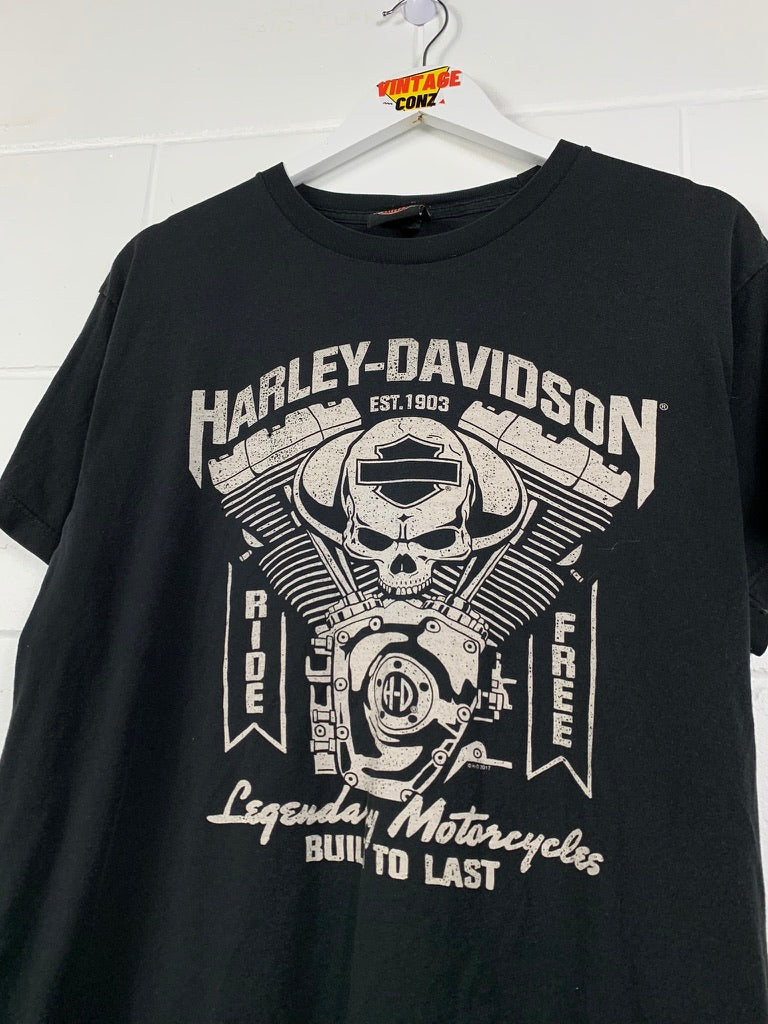 VINTAGE
CONZ
HARLEY-DAVIDSON®
EST.1903
RIDE
FREE
H-D
Legendary Motorcycles
BUILT TO LAST